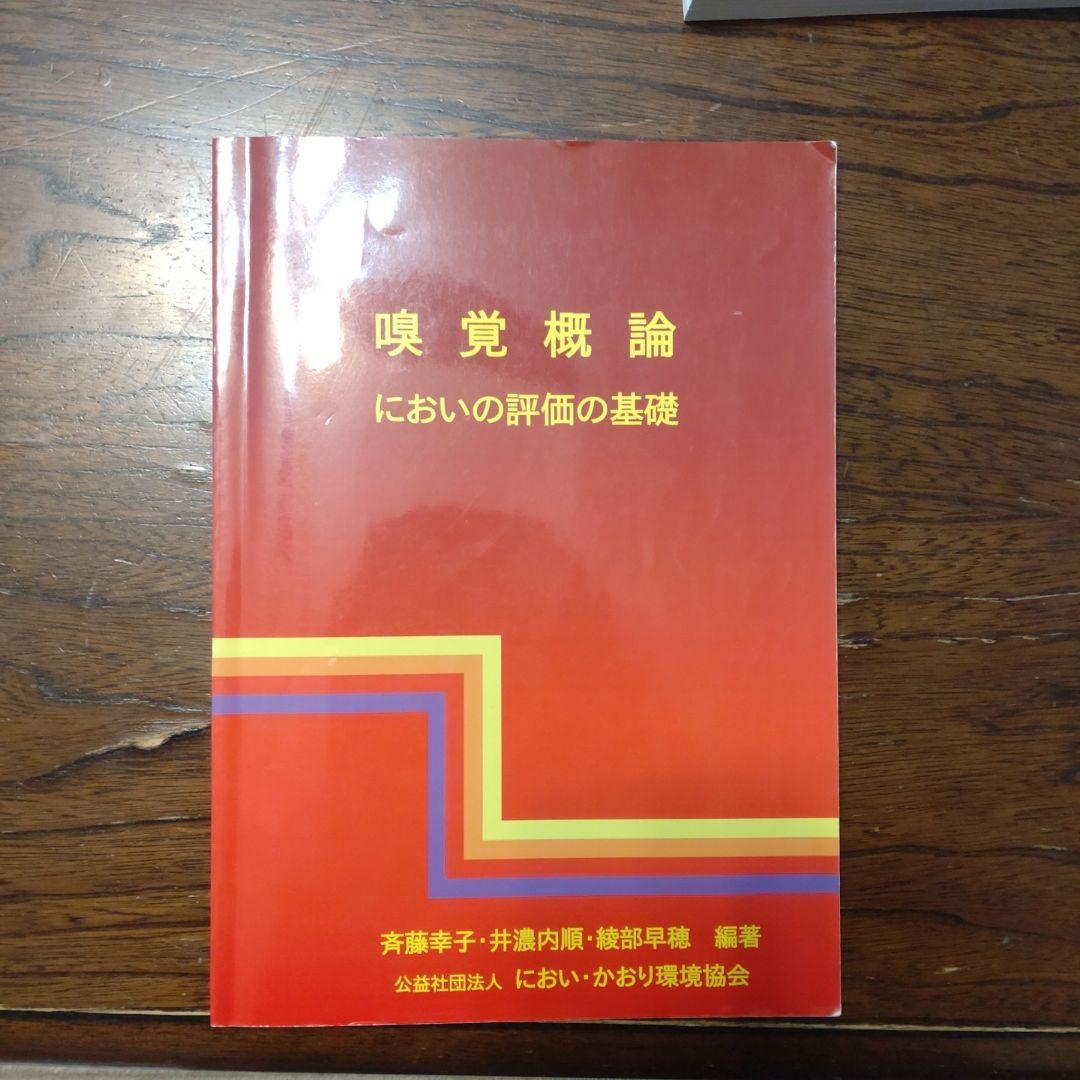 嗅覚概論
においの評価の基礎
斉藤幸子・井濃内順・綾部早穂 編著
公益社団法人 におい・かおり環境協会